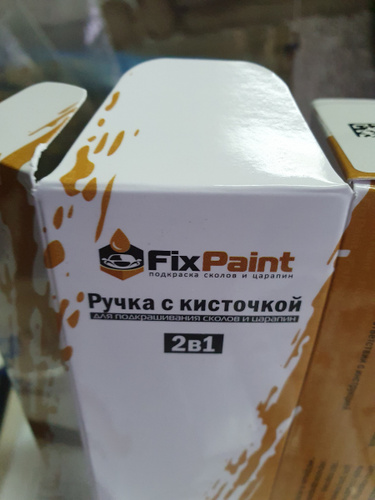 FixPaint
подкраска сколов и царапин
Ручка с кисточкой
для подкрашивания сколов и царапин
2в1